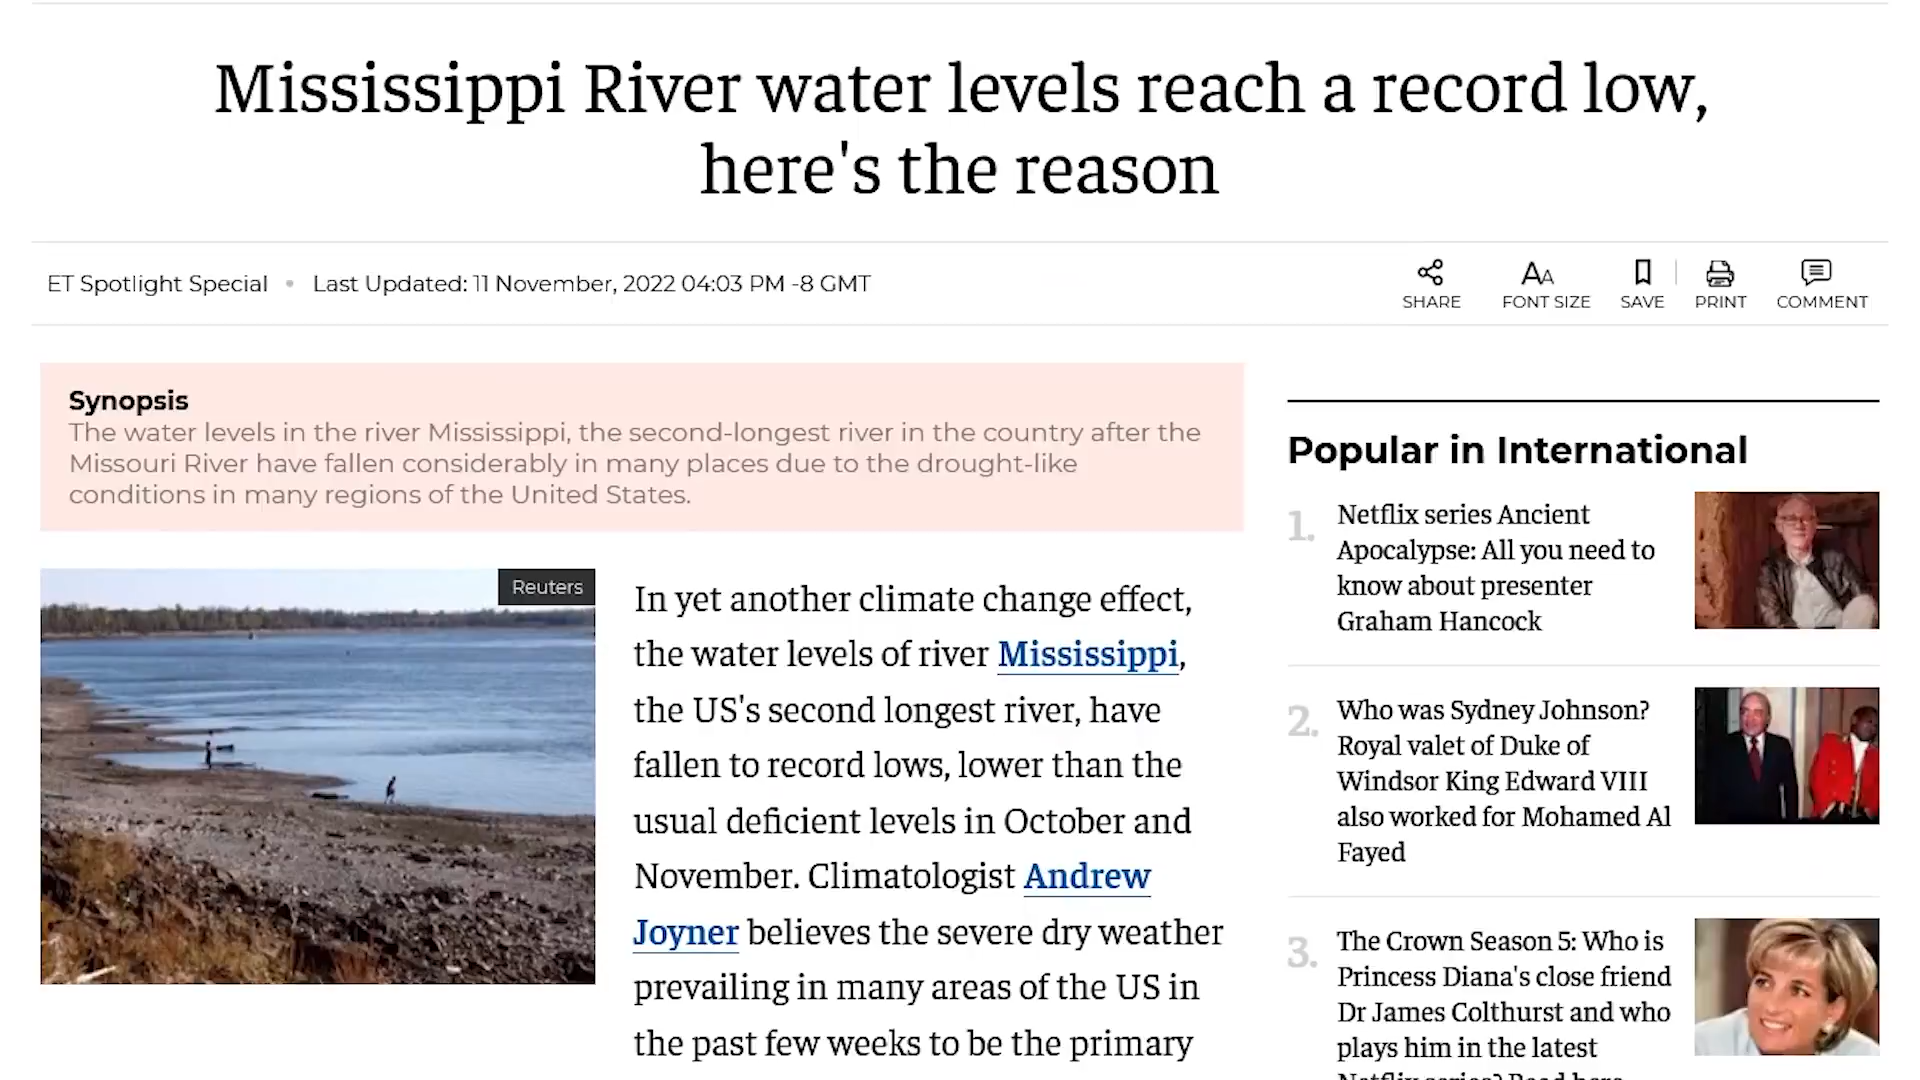 Mississippi River water levels reach a record low,
here's the reason
ET Spotlight Special • Last Updated: 11 November, 2022 04:03 PM -8 GMT
SHARE
FONT SIZE
SAVE
PRINT
COMMENT
Synopsis
The water levels in the river Mississippi, the second-longest river in the country after the
Missouri River have fallen considerably in many places due to the drought-like
conditions in many regions of the United States.
Reuters
In yet another climate change effect,
the water levels of river Mississippi,
the US's second longest river, have
fallen to record lows, lower than the
usual deficient levels in October and
November. Climatologist Andrew
Joyner believes the severe dry weather
prevailing in many areas of the US in
the past few weeks to be the primary
Popular in International
1. Netflix series Ancient
Apocalypse: All you need to
know about presenter
Graham Hancock
2. Who was Sydney Johnson?
Royal valet of Duke of
Windsor King Edward VIII
also worked for Mohamed Al
Fayed
3. The Crown Season 5: Who is
Princess Diana's close friend
Dr James Colthurst and who
plays him in the latest
Netflix series? Read here